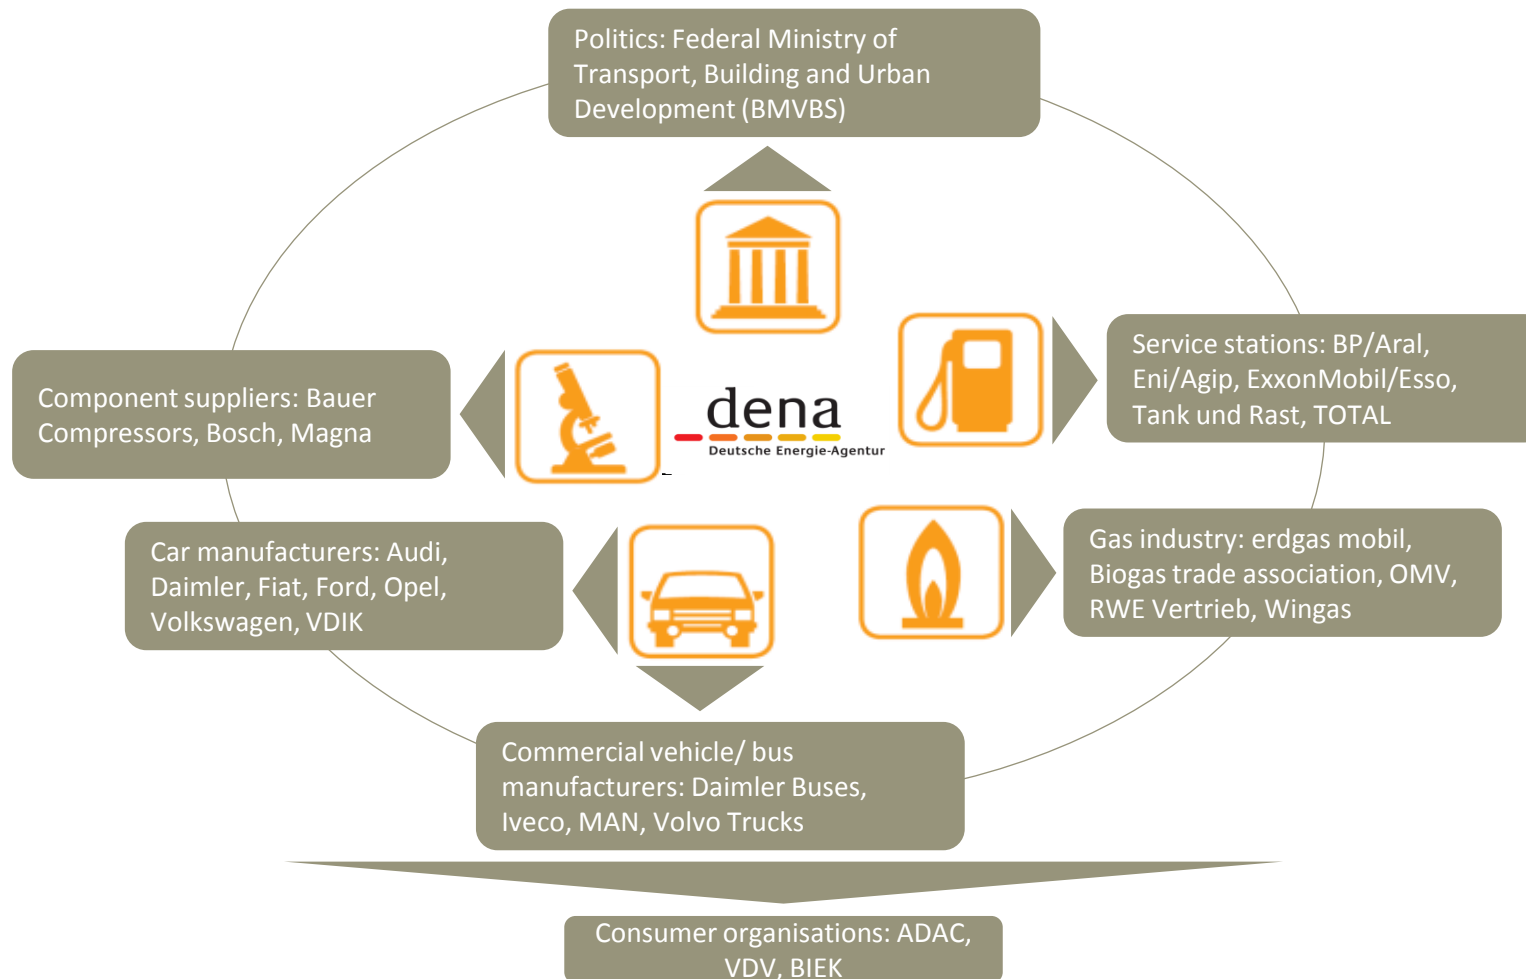 Politics: Federal Ministry of
Transport, Building and Urban
Development (BMVBS)
Service stations: BP/Aral,
Eni/Agip, ExxonMobil/Esso,
Tank und Rast, TOTAL
Component suppliers: Bauer
Compressors, Bosch, Magna
dena
Deutsche Energie-Agentur
Car manufacturers: Audi,
Daimler, Fiat, Ford, Opel,
Volkswagen, VDIK
Gas industry: erdgas mobil,
Biogas trade association, OMV,
RWE Vertrieb, Wingas
Commercial vehicle/ bus
manufacturers: Daimler Buses,
Iveco, MAN, Volvo Trucks
Consumer organisations: ADAC,
VDV, BIEK